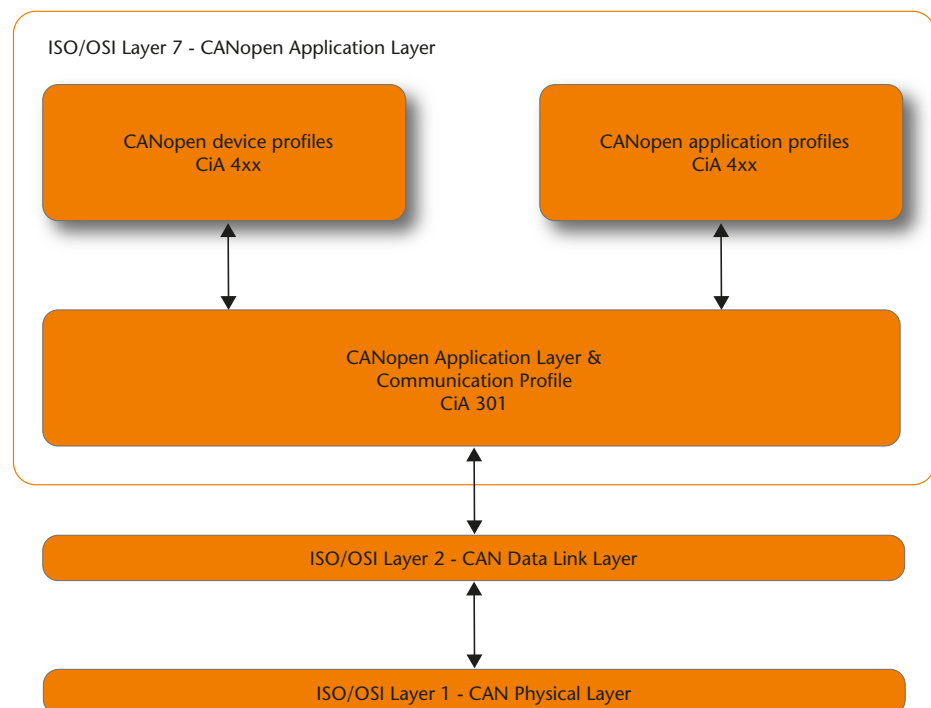 ISO/OSI Layer 7 - CANopen Application Layer
CANopen device profiles
CiA 4xx
CANopen application profiles
CiA 4xx
CANopen Application Layer &
Communication Profile
CiA 301
ISO/OSI Layer 2 - CAN Data Link Layer
ISO/OSI Layer 1 - CAN Physical Layer